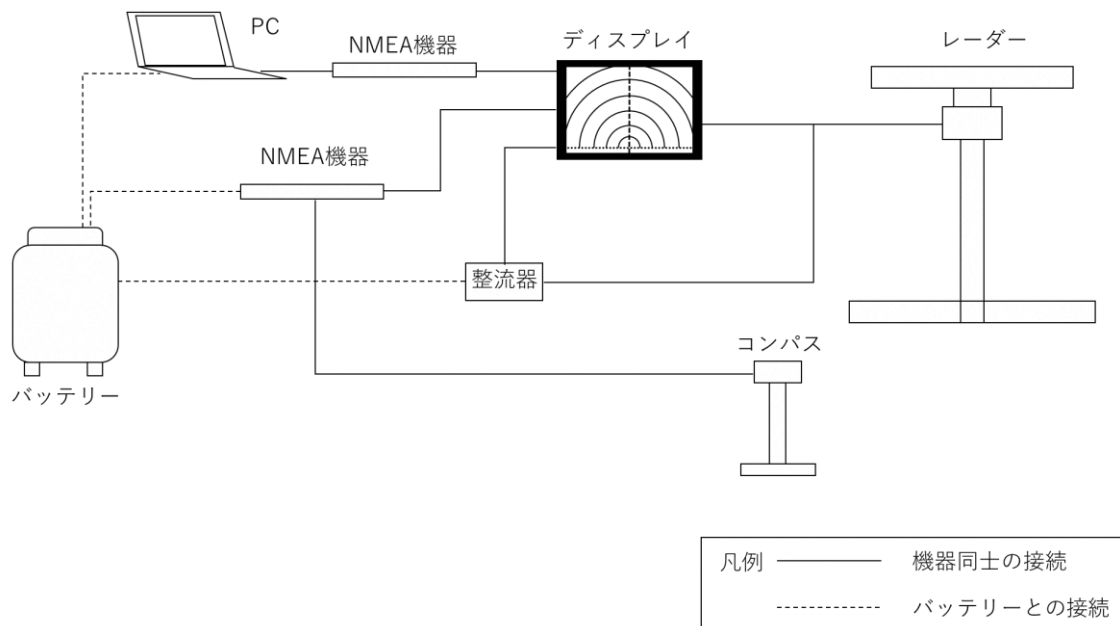 PC
NMEA機器
ディスプレイ
レーダー
NMEA機器
整流器
コンパス
バッテリー
凡例
機器同士の接続
バッテリーとの接続